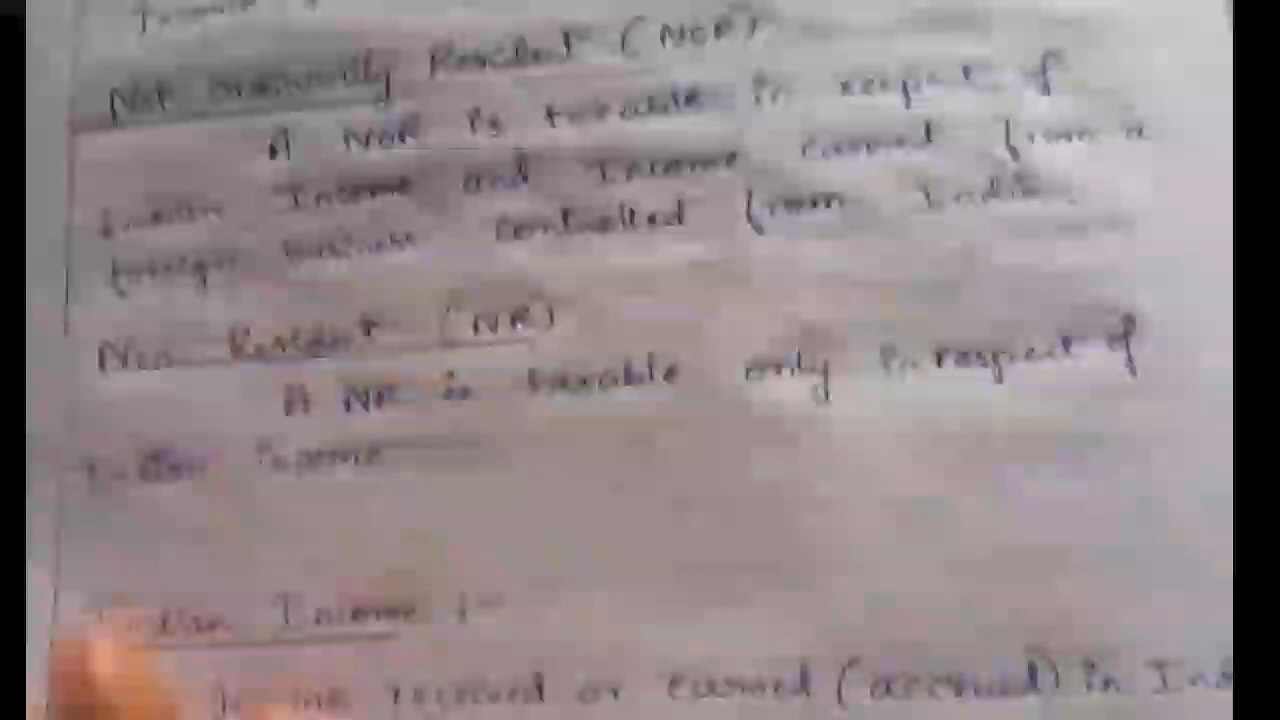 Not ordinarily Resident (NOR)
A NOR is taxable in respect of
Indian Income and Income earned from a
foreign business controlled from India.
Non Resident (NR)
A NR is taxable only in respect of
Indian Income
Indian Income :-
Income received or earned (accrued) in Ind